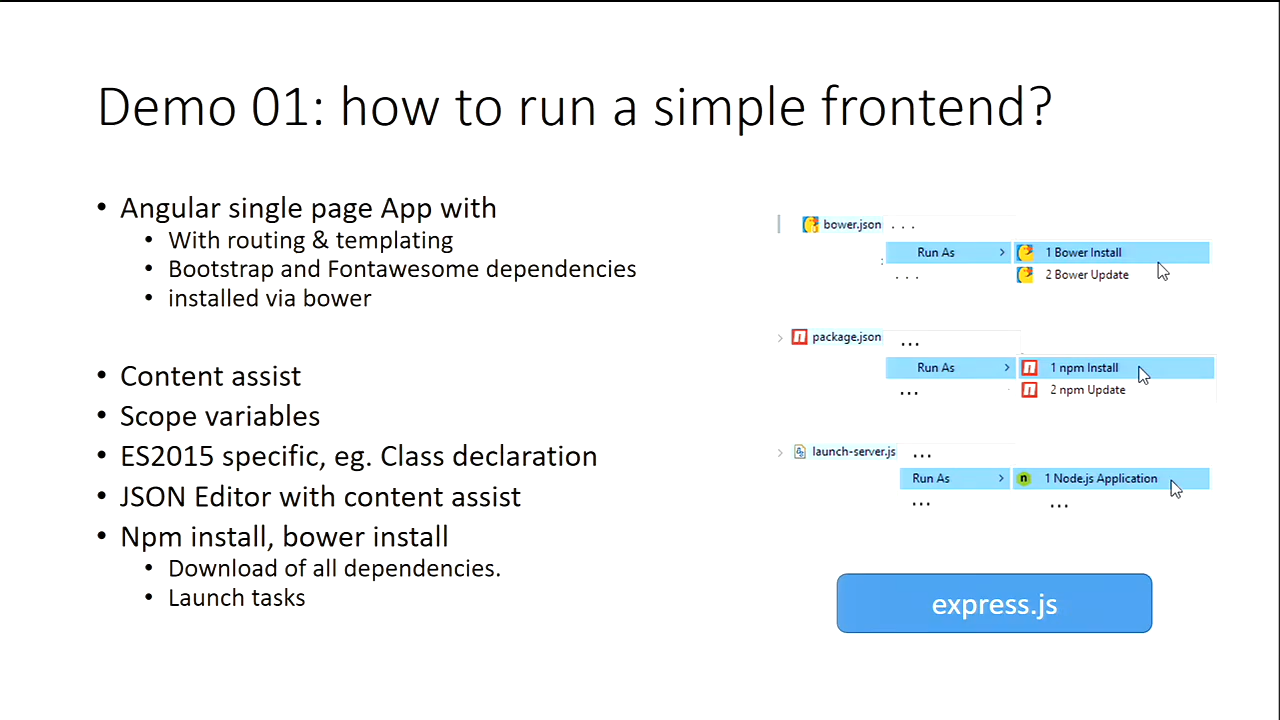 Demo 01: how to run a simple frontend?
• Angular single page App with
• With routing & templating
• Bootstrap and Fontawesome dependencies
• installed via bower
• Content assist
• Scope variables
• ES2015 specific, eg. Class declaration
• JSON Editor with content assist
• Npm install, bower install
• Download of all dependencies.
• Launch tasks
bower.json . . .
Run As > 1 Bower Install
. . . 2 Bower Update
> package.json ...
Run As > 1 npm Install
... 2 npm Update
> launch-server.js ...
Run As > 1 Node.js Application
... ...
express.js